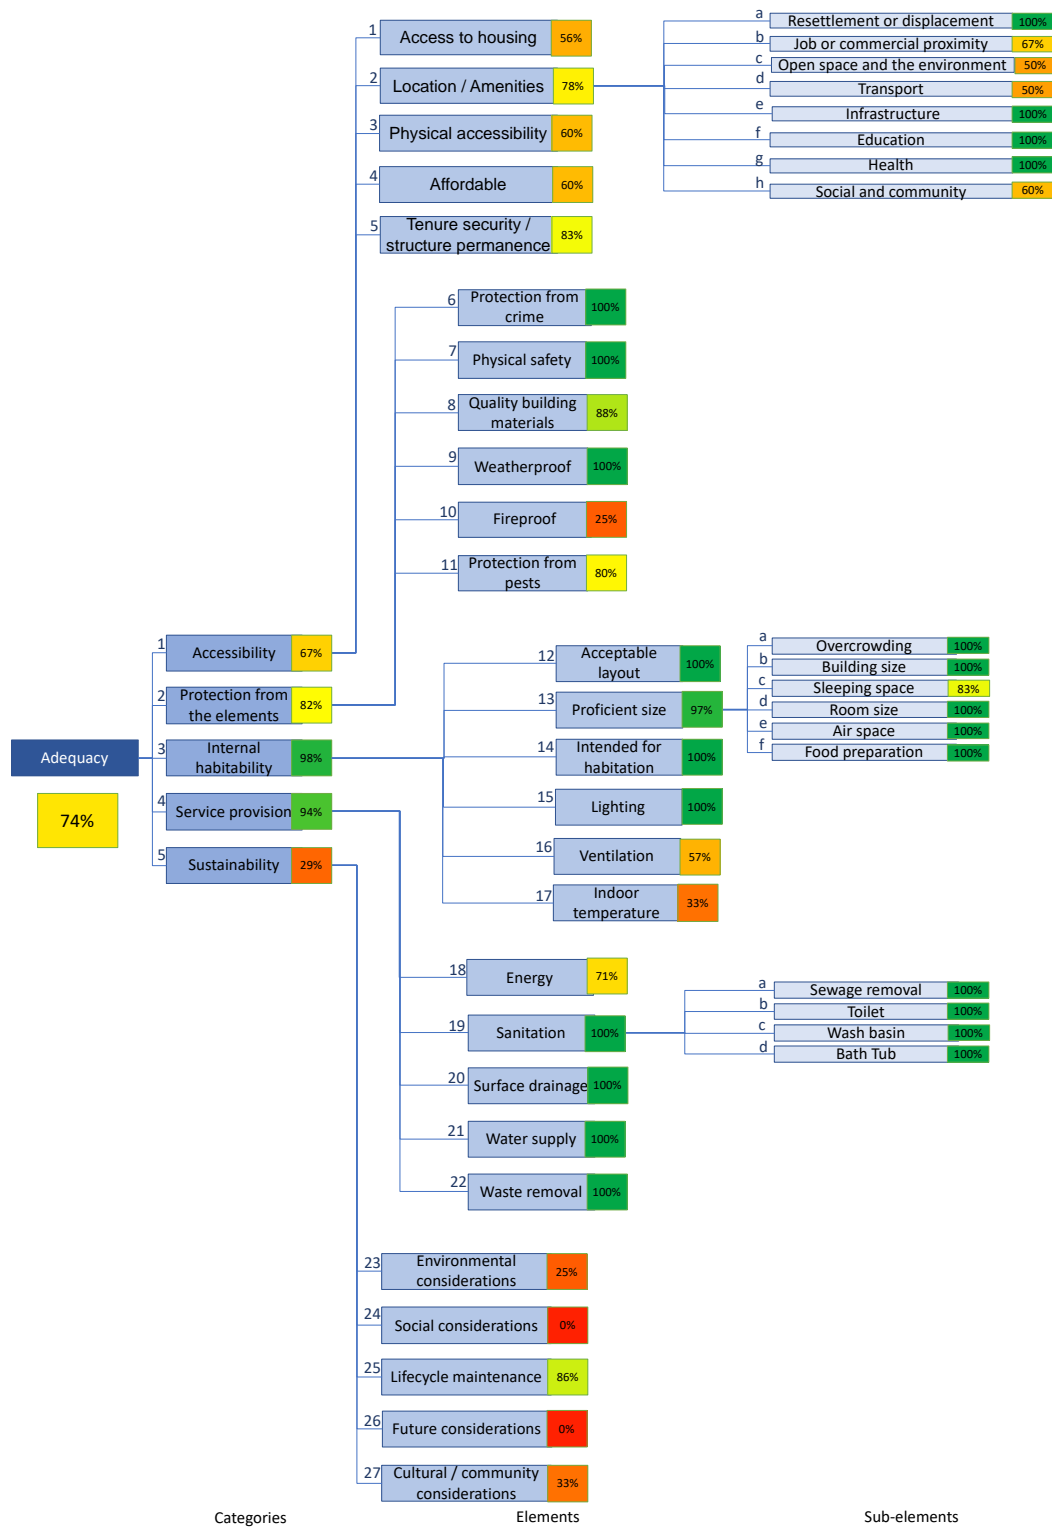 1
Access to housing
56%
2
Location / Amenities
78%
3
Physical accessibility
60%
4
Affordable
60%
5
Tenure security /
structure permanence
83%
a
Resettlement or displacement
100%
b
Job or commercial proximity
67%
c
Open space and the environment
50%
d
Transport
50%
e
Infrastructure
100%
f
Education
100%
g
Health
100%
h
Social and community
60%
6
Protection from
crime
100%
7
Physical safety
100%
8
Quality building
materials
88%
9
Weatherproof
100%
10
Fireproof
25%
11
Protection from
pests
80%
Adequacy
74%
1
Accessibility
67%
2
Protection from
the elements
82%
3
Internal
habitability
98%
4
Service provision
94%
5
Sustainability
29%
12
Acceptable
layout
100%
13
Proficient size
97%
14
Intended for
habitation
100%
15
Lighting
100%
16
Ventilation
57%
17
Indoor
temperature
33%
a
Overcrowding
100%
b
Building size
100%
c
Sleeping space
83%
d
Room size
100%
e
Air space
100%
f
Food preparation
100%
18
Energy
71%
19
Sanitation
100%
20
Surface drainage
100%
21
Water supply
100%
22
Waste removal
100%
a
Sewage removal
100%
b
Toilet
100%
c
Wash basin
100%
d
Bath Tub
100%
23
Environmental
considerations
25%
24
Social considerations
0%
25
Lifecycle maintenance
86%
26
Future considerations
0%
27
Cultural / community
considerations
33%
Categories
Elements
Sub-elements